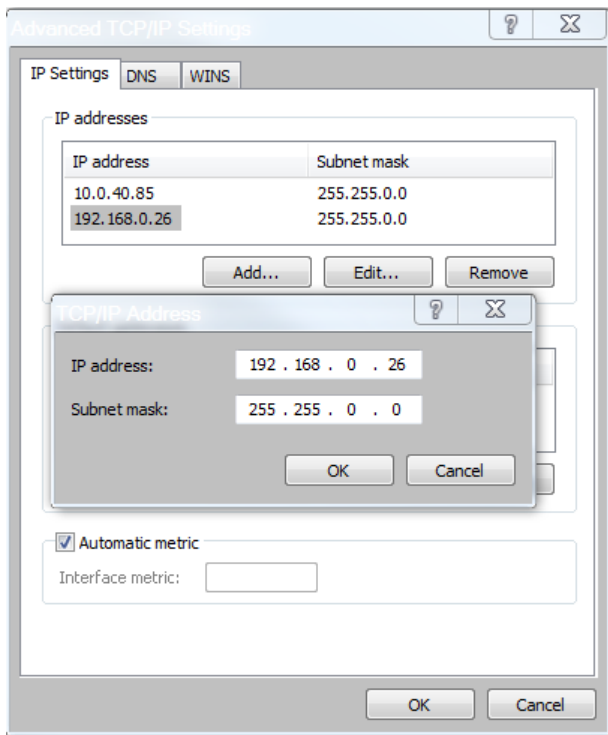 Advanced TCP/IP Settings
IP Settings DNS WINS
IP addresses
IP address Subnet mask
10.0.40.85 255.255.0.0
192.168.0.26 255.255.0.0
Add... Edit... Remove
TCP/IP Address
IP address: 192 . 168 . 0 . 26
Subnet mask: 255 . 255 . 0 . 0
OK Cancel
Automatic metric
Interface metric:
OK Cancel